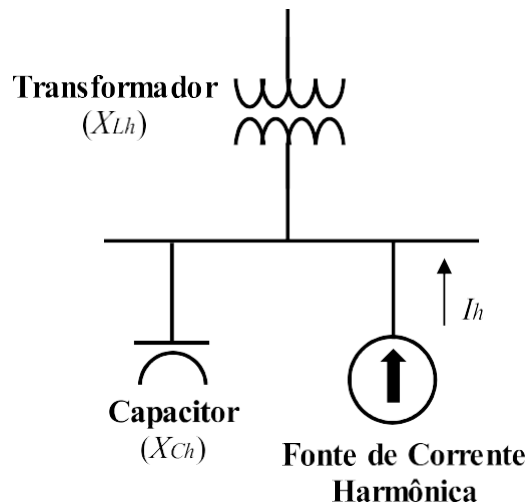 Transformador
(XLh)
Ih
Capacitor
(XCh)
Fonte de Corrente
Harmônica